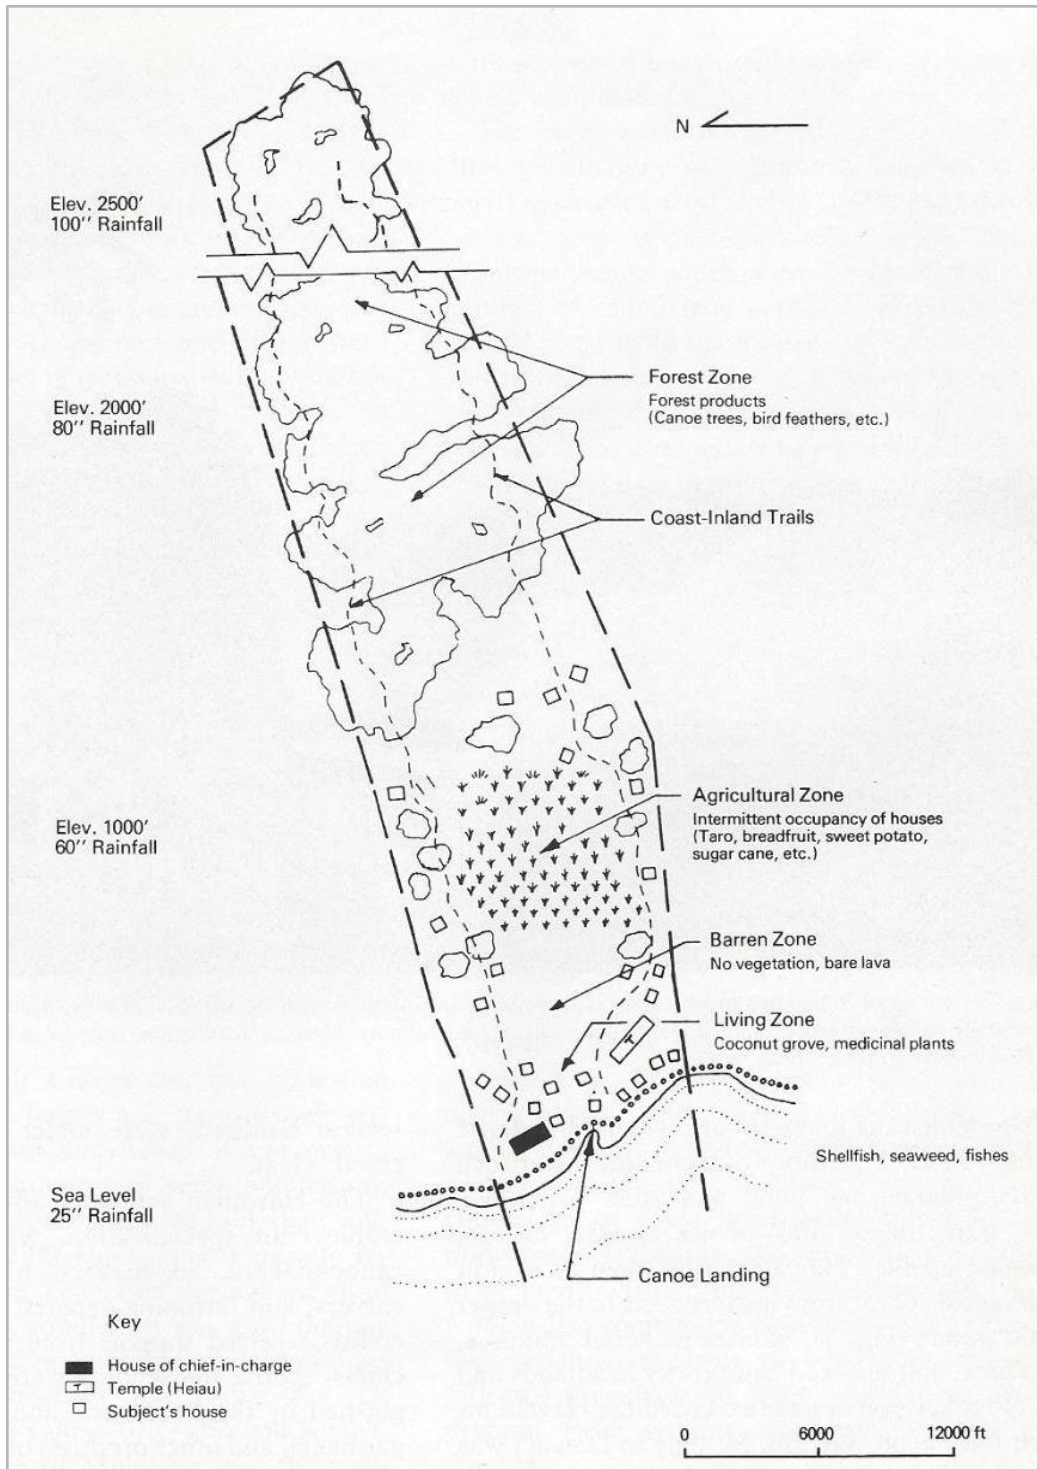 N
Elev. 2500'
100'' Rainfall
Elev. 2000'
80'' Rainfall
Forest Zone
Forest products
(Canoe trees, bird feathers, etc.)
Coast-Inland Trails
Elev. 1000'
60'' Rainfall
Agricultural Zone
Intermittent occupancy of houses
(Taro, breadfruit, sweet potato,
sugar cane, etc.)
Barren Zone
No vegetation, bare lava
Living Zone
Coconut grove, medicinal plants
Shellfish, seaweed, fishes
Sea Level
25'' Rainfall
Canoe Landing
Key
House of chief-in-charge
Temple (Heiau)
Subject's house
0 6000 12000 ft